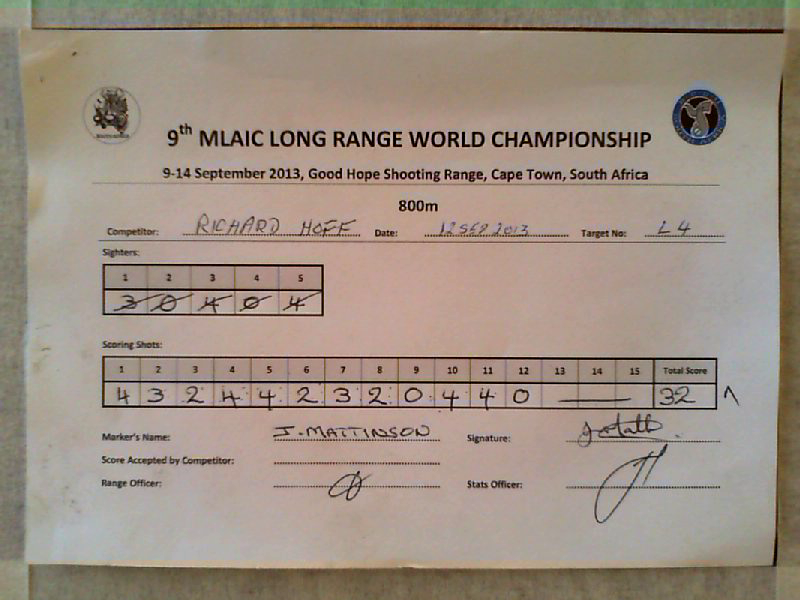 9th MLAIC LONG RANGE WORLD CHAMPIONSHIP
9-14 September 2013, Good Hope Shooting Range, Cape Town, South Africa
800m
Competitor: RICHARD HOFF Date: 12 SEP 2013 Target No: L 4
Sighters:
1 2 3 4 5
3 0 4 0 4
Scoring Shots:
1 2 3 4 5 6 7 8 9 10 11 12 13 14 15 Total Score
4 3 2 4 4 2 3 2 0 4 4 0 32
Marker's Name: J. MATTINSON Signature:
Score Accepted by Competitor:
Range Officer: Stats Officer: